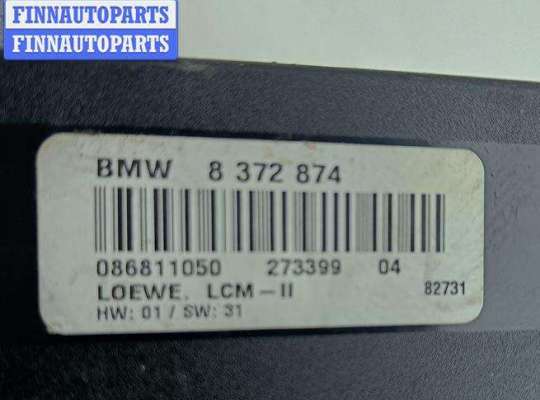 FINNAUTOPARTS
FINNAUTOPARTS
BMW 8 372 874
086811050 273399 04
LOEWE. LCM-II 82731
HW: 01 / SW: 31